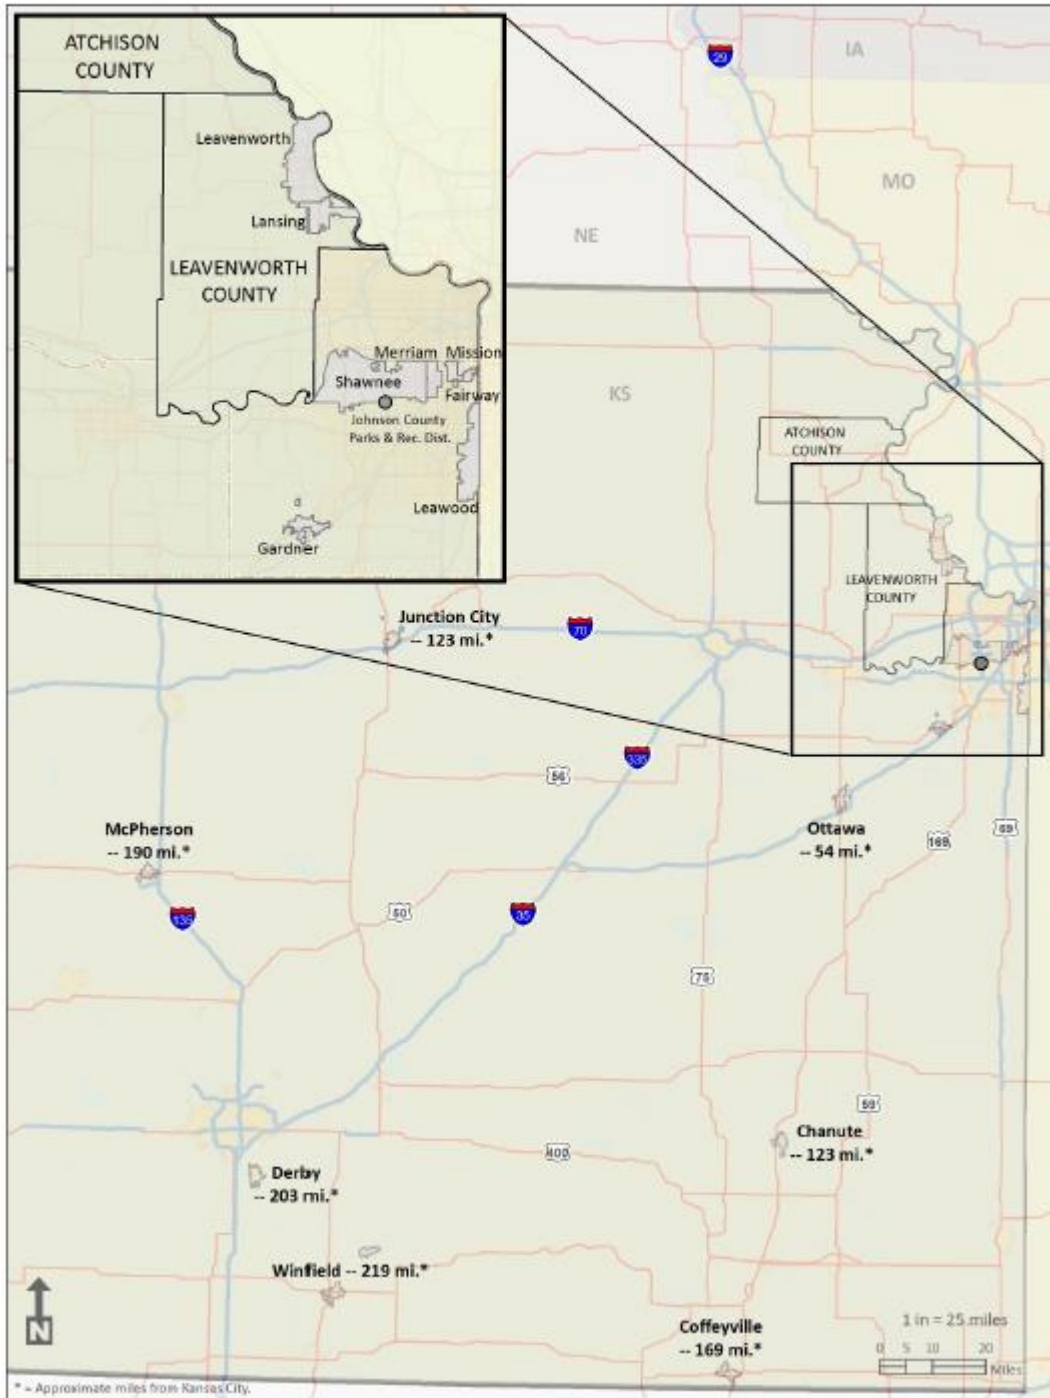 ATCHISON
COUNTY
Leavenworth
Lansing
LEAVENWORTH
COUNTY
Merriam
Mission
Shawnee
Fairway
Johnson County
Parks & Rec. Dist.
Leawood
Gardner
29
IA
MO
NE
KS
ATCHISON
COUNTY
LEAVENWORTH
COUNTY
Junction City
-- 123 mi.*
70
335
56
McPherson
-- 190 mi.*
Ottawa
-- 54 mi.*
169
69
135
50
35
75
59
Chanute
-- 123 mi.*
400
Derby
-- 203 mi.*
Winfield -- 219 mi.*
N
Coffeyville
-- 169 mi.*
1 in = 25 miles
0 5 10 20
Miles
* = Approximate miles from Kansas City.